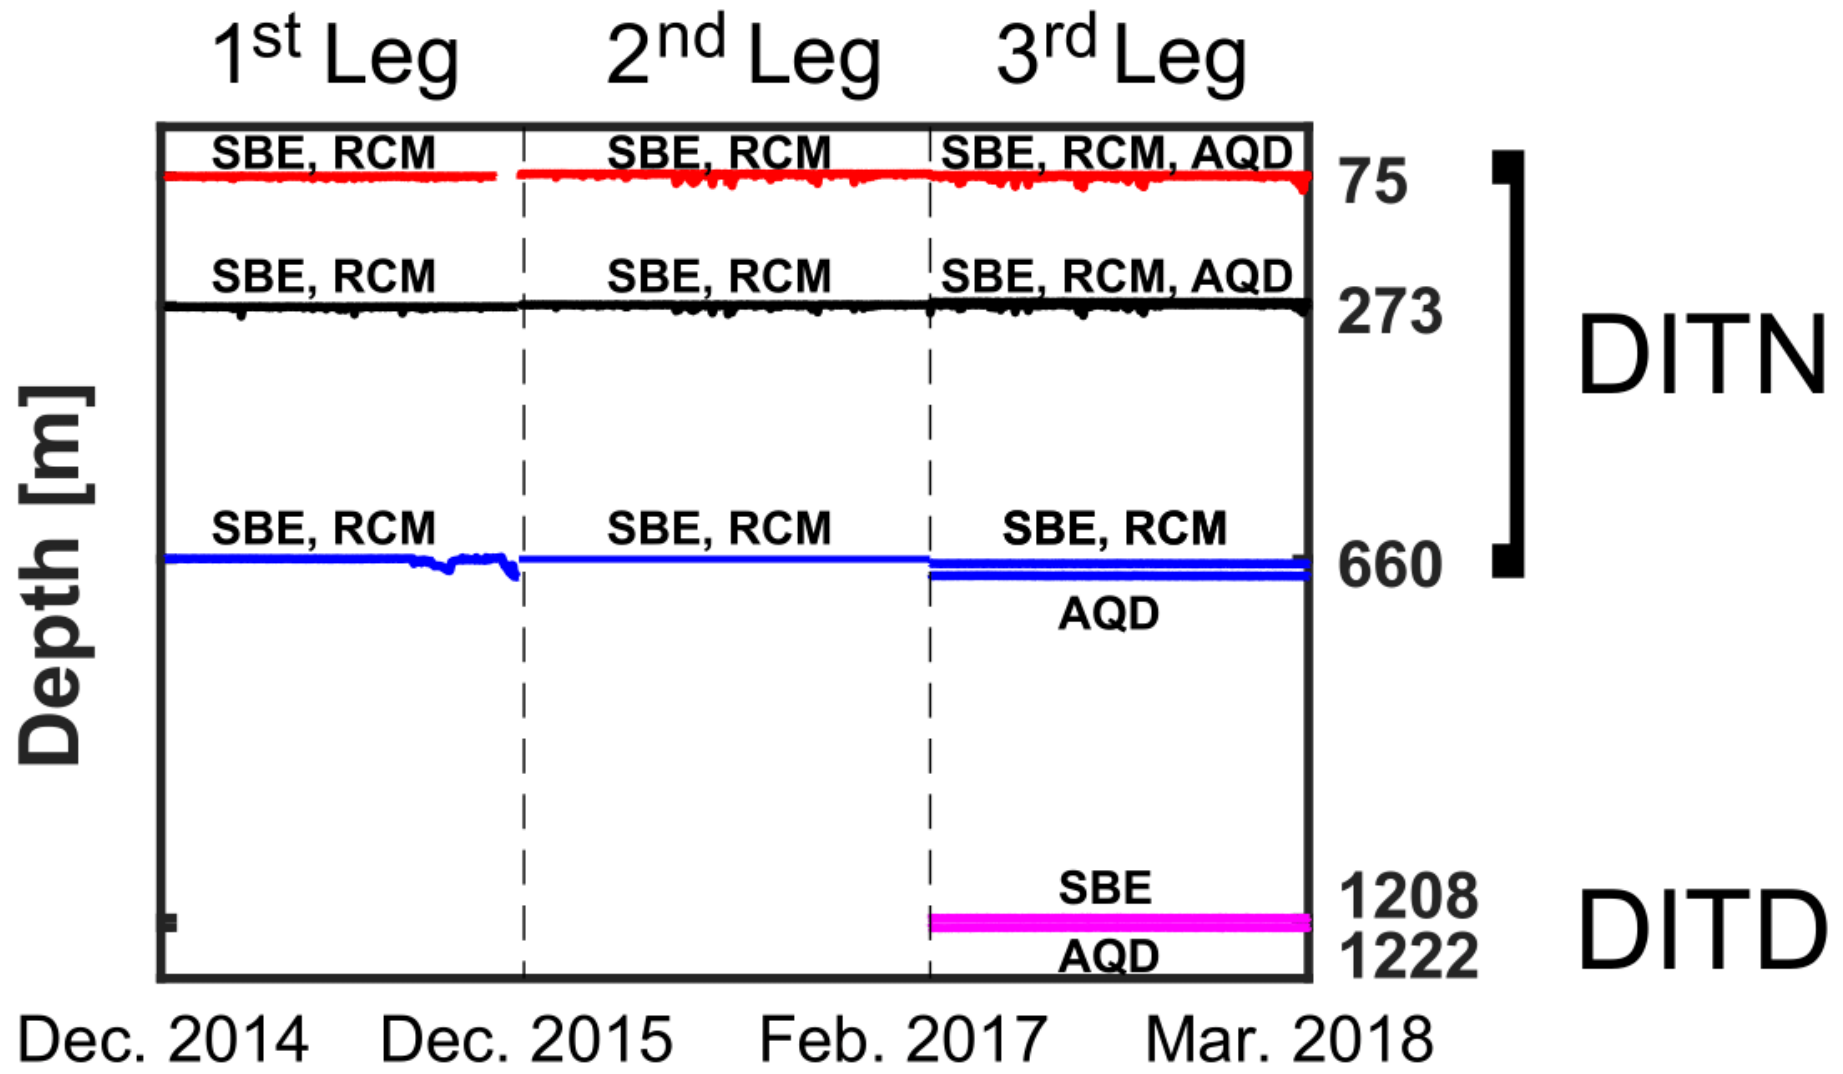 1st Leg 2nd Leg 3rd Leg
SBE, RCM SBE, RCM SBE, RCM, AQD 75
SBE, RCM SBE, RCM SBE, RCM, AQD 273
DITN
Depth [m]
SBE, RCM SBE, RCM SBE, RCM 660
AQD
SBE 1208
DITD
AQD 1222
Dec. 2014 Dec. 2015 Feb. 2017 Mar. 2018